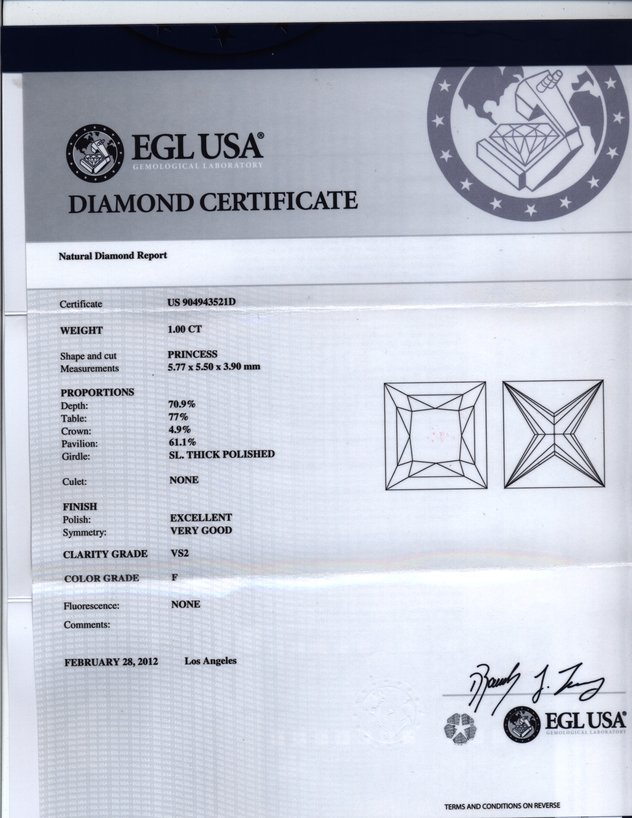 EGL USA®
GEMOLOGICAL LABORATORY
DIAMOND CERTIFICATE
Natural Diamond Report
Certificate US 904943521D
WEIGHT 1.00 CT
Shape and cut PRINCESS
Measurements 5.77 x 5.50 x 3.90 mm
PROPORTIONS
Depth: 70.9%
Table: 77%
Crown: 4.9%
Pavilion: 61.1%
Girdle: SL. THICK POLISHED
Culet: NONE
FINISH
Polish: EXCELLENT
Symmetry: VERY GOOD
CLARITY GRADE VS2
COLOR GRADE F
Fluorescence: NONE
Comments:
FEBRUARY 28, 2012 Los Angeles
EGL USA®
GEMOLOGICAL LABORATORY
TERMS AND CONDITIONS ON REVERSE